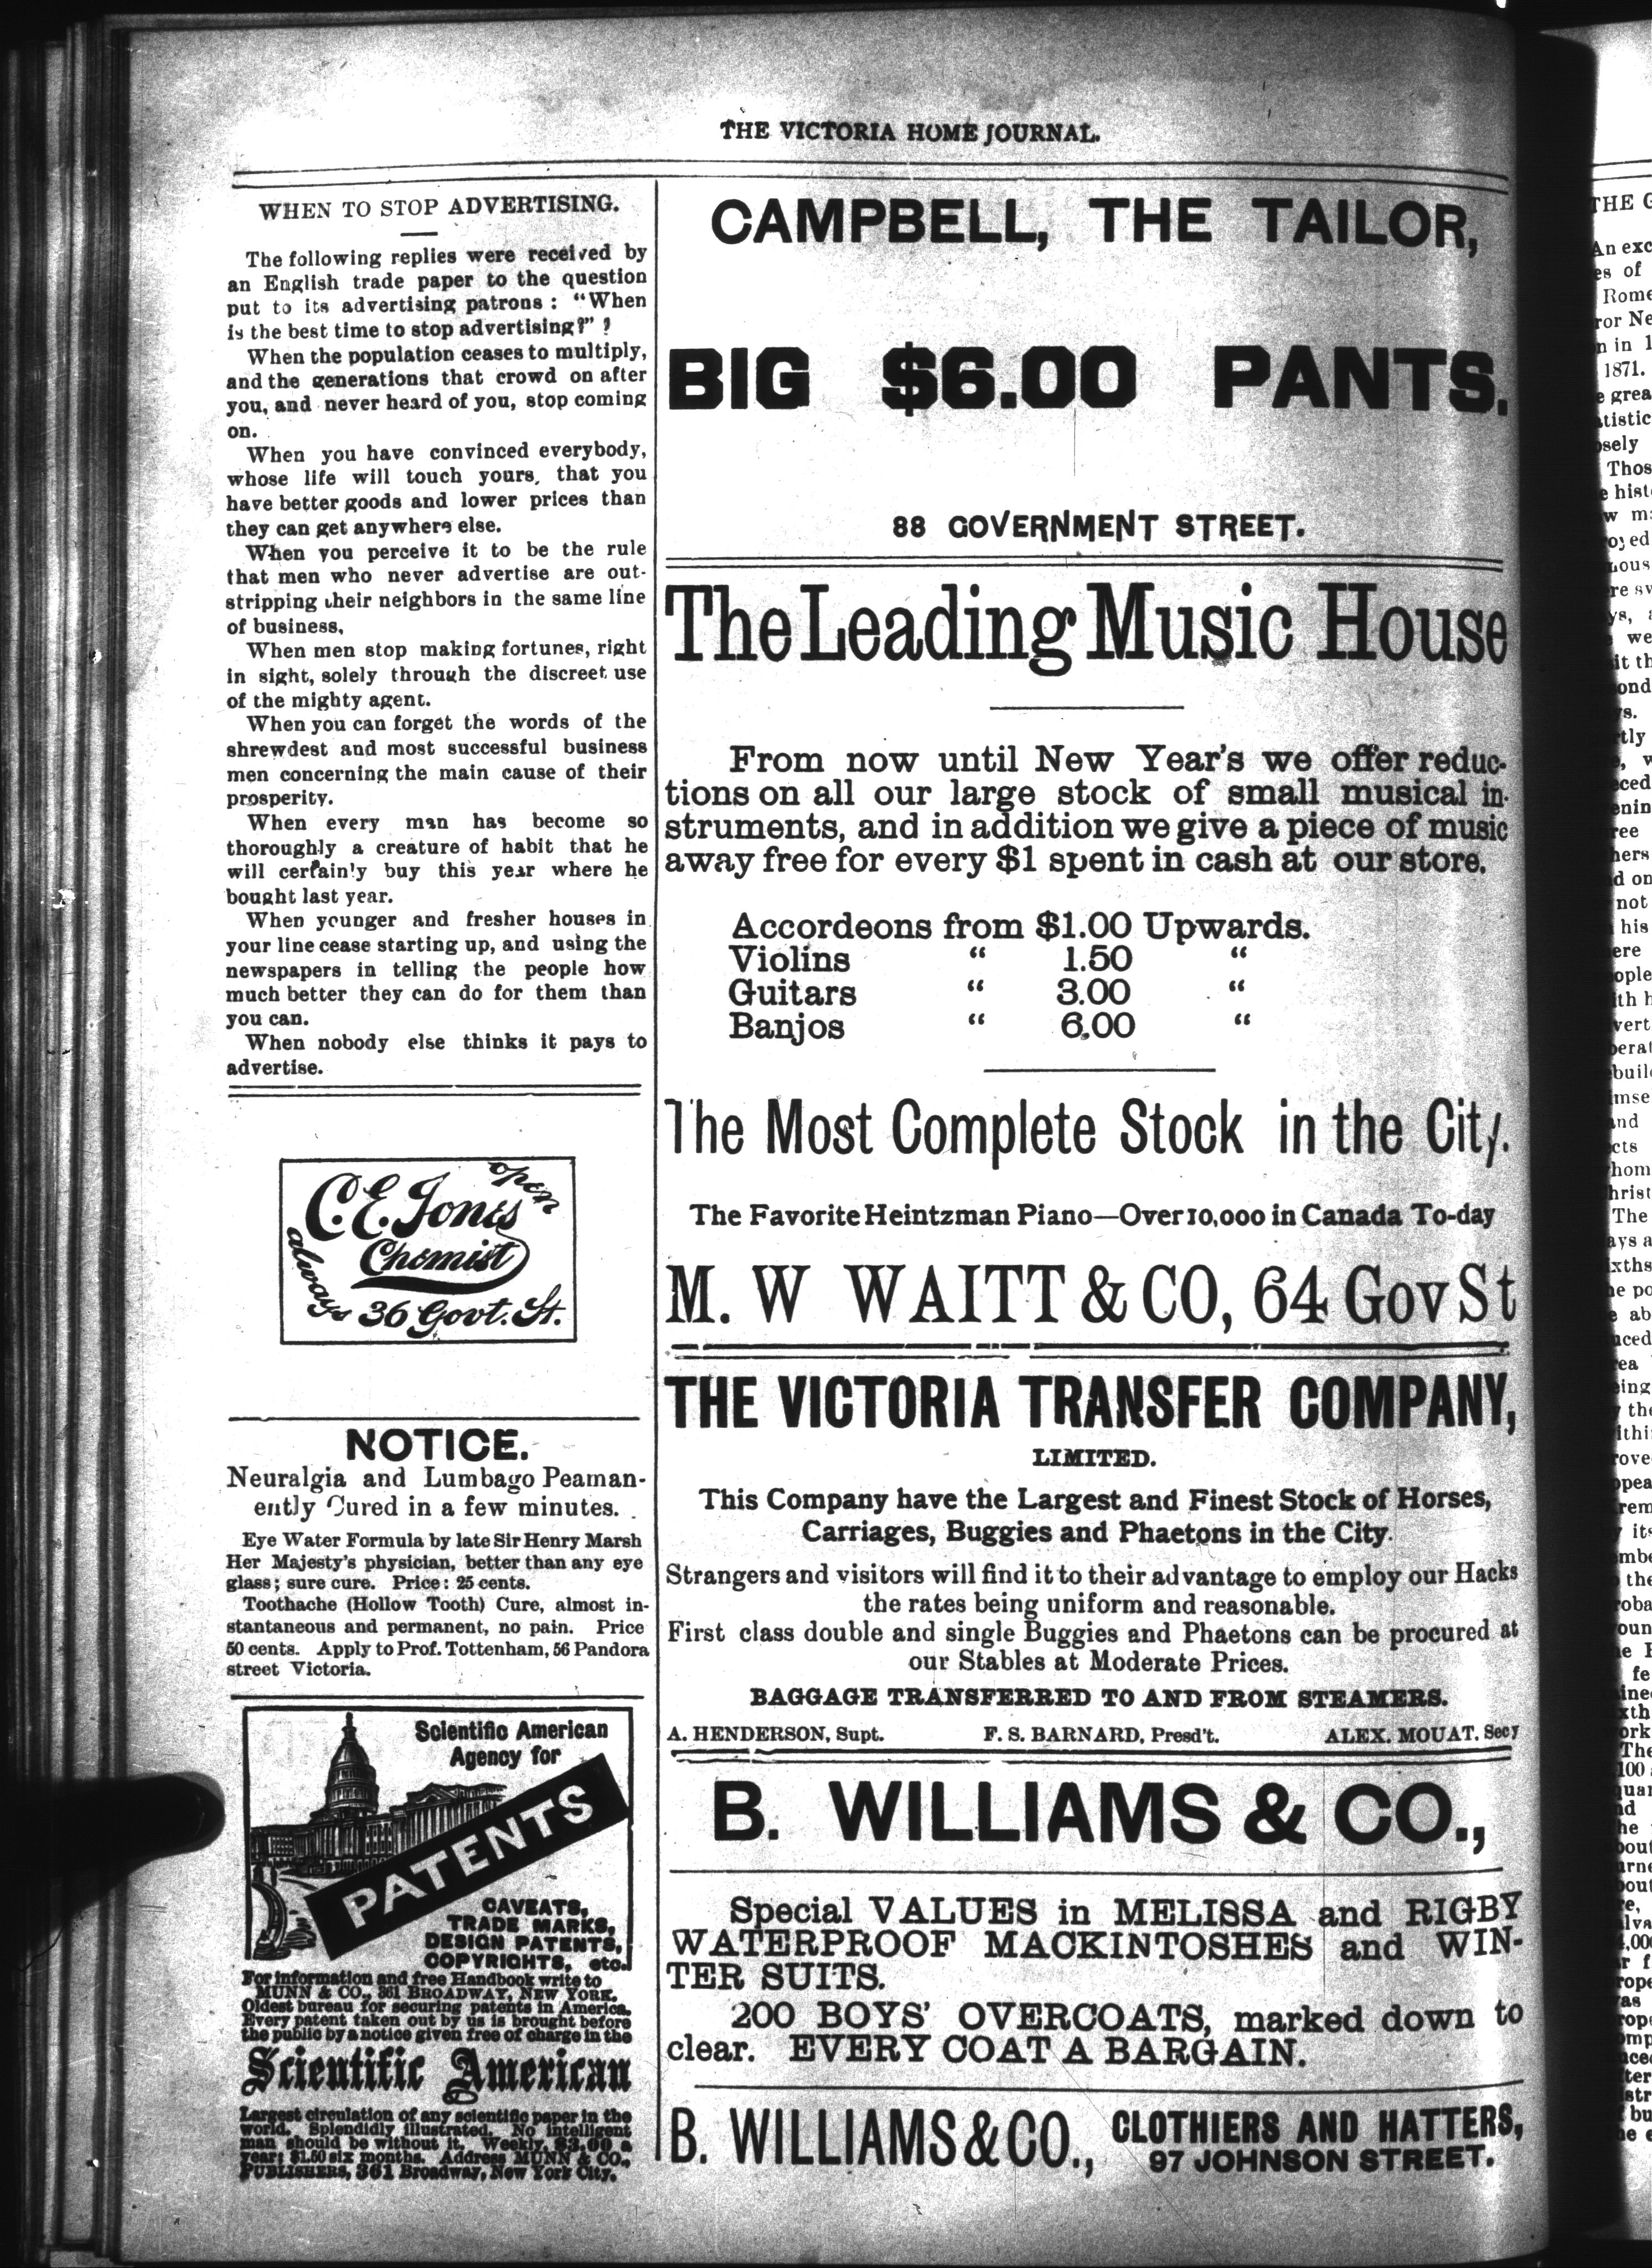 THE VICTORIA HOME JOURNAL.
WHEN TO STOP ADVERTISING.
The following replies were received by
an English trade paper to the question
put to its advertising patrons : "When
is the best time to stop advertising?" ?
When the population ceases to multiply,
and the generations that crowd on after
you, and never heard of you, stop coming
on.
When you have convinced everybody,
whose life will touch yours, that you
have better goods and lower prices than
they can get anywhere else.
When you perceive it to be the rule
that men who never advertise are out-
stripping their neighbors in the same line
of business,
When men stop making fortunes, right
in sight, solely through the discreet use
of the mighty agent.
When you can forget the words of the
shrewdest and most successful business
men concerning the main cause of their
prosperity.
When every man has become so
thoroughly a creature of habit that he
will certainly buy this year where he
bought last year.
When younger and fresher houses in
your line cease starting up, and using the
newspapers in telling the people how
much better they can do for them than
you can.
When nobody else thinks it pays to
advertise.
C. E. Jones
open
Chemist
always
36 Govt. St.
NOTICE.
Neuralgia and Lumbago Peaman-
ently Cured in a few minutes.
Eye Water Formula by late Sir Henry Marsh
Her Majesty's physician, better than any eye
glass; sure cure. Price: 25 cents.
Toothache (Hollow Tooth) Cure, almost in-
stantaneous and permanent, no pain. Price
50 cents. Apply to Prof. Tottenham, 56 Pandora
street Victoria.
Scientific American
Agency for
PATENTS
CAVEATS,
TRADE MARKS,
DESIGN PATENTS,
COPYRIGHTS, etc.
For information and free Handbook write to
MUNN & CO., 361 BROADWAY, NEW YORK.
Oldest bureau for securing patents in America.
Every patent taken out by us is brought before
the public by a notice given free of charge in the
Scientific American
Largest circulation of any scientific paper in the
world. Splendidly illustrated. No intelligent
man should be without it. Weekly, $3.00 a
year; $1.50 six months. Address MUNN & CO.,
PUBLISHERS, 361 Broadway, New York City.
CAMPBELL, THE TAILOR,
BIG $6.00 PANTS.
88 GOVERNMENT STREET.
The Leading Music House
From now until New Year's we offer reduc-
tions on all our large stock of small musical in-
struments, and in addition we give a piece of music
away free for every $1 spent in cash at our store.
Accordeons from $1.00 Upwards.
Violins " 1.50 "
Guitars " 3.00 "
Banjos " 6.00 "
The Most Complete Stock in the City.
The Favorite Heintzman Piano—Over 10,000 in Canada To-day
M. W WAITT & CO, 64 Gov St
THE VICTORIA TRANSFER COMPANY,
LIMITED.
This Company have the Largest and Finest Stock of Horses,
Carriages, Buggies and Phaetons in the City.
Strangers and visitors will find it to their advantage to employ our Hacks
the rates being uniform and reasonable.
First class double and single Buggies and Phaetons can be procured at
our Stables at Moderate Prices.
BAGGAGE TRANSFERRED TO AND FROM STEAMERS.
A. HENDERSON, Supt. F. S. BARNARD, Presd't. ALEX. MOUAT. Secy
B. WILLIAMS & CO.,
Special VALUES in MELISSA and RIGBY
WATERPROOF MACKINTOSHES and WIN-
TER SUITS.
200 BOYS' OVERCOATS, marked down to
clear. EVERY COAT A BARGAIN.
B. WILLIAMS & CO., CLOTHIERS AND HATTERS,
97 JOHNSON STREET.